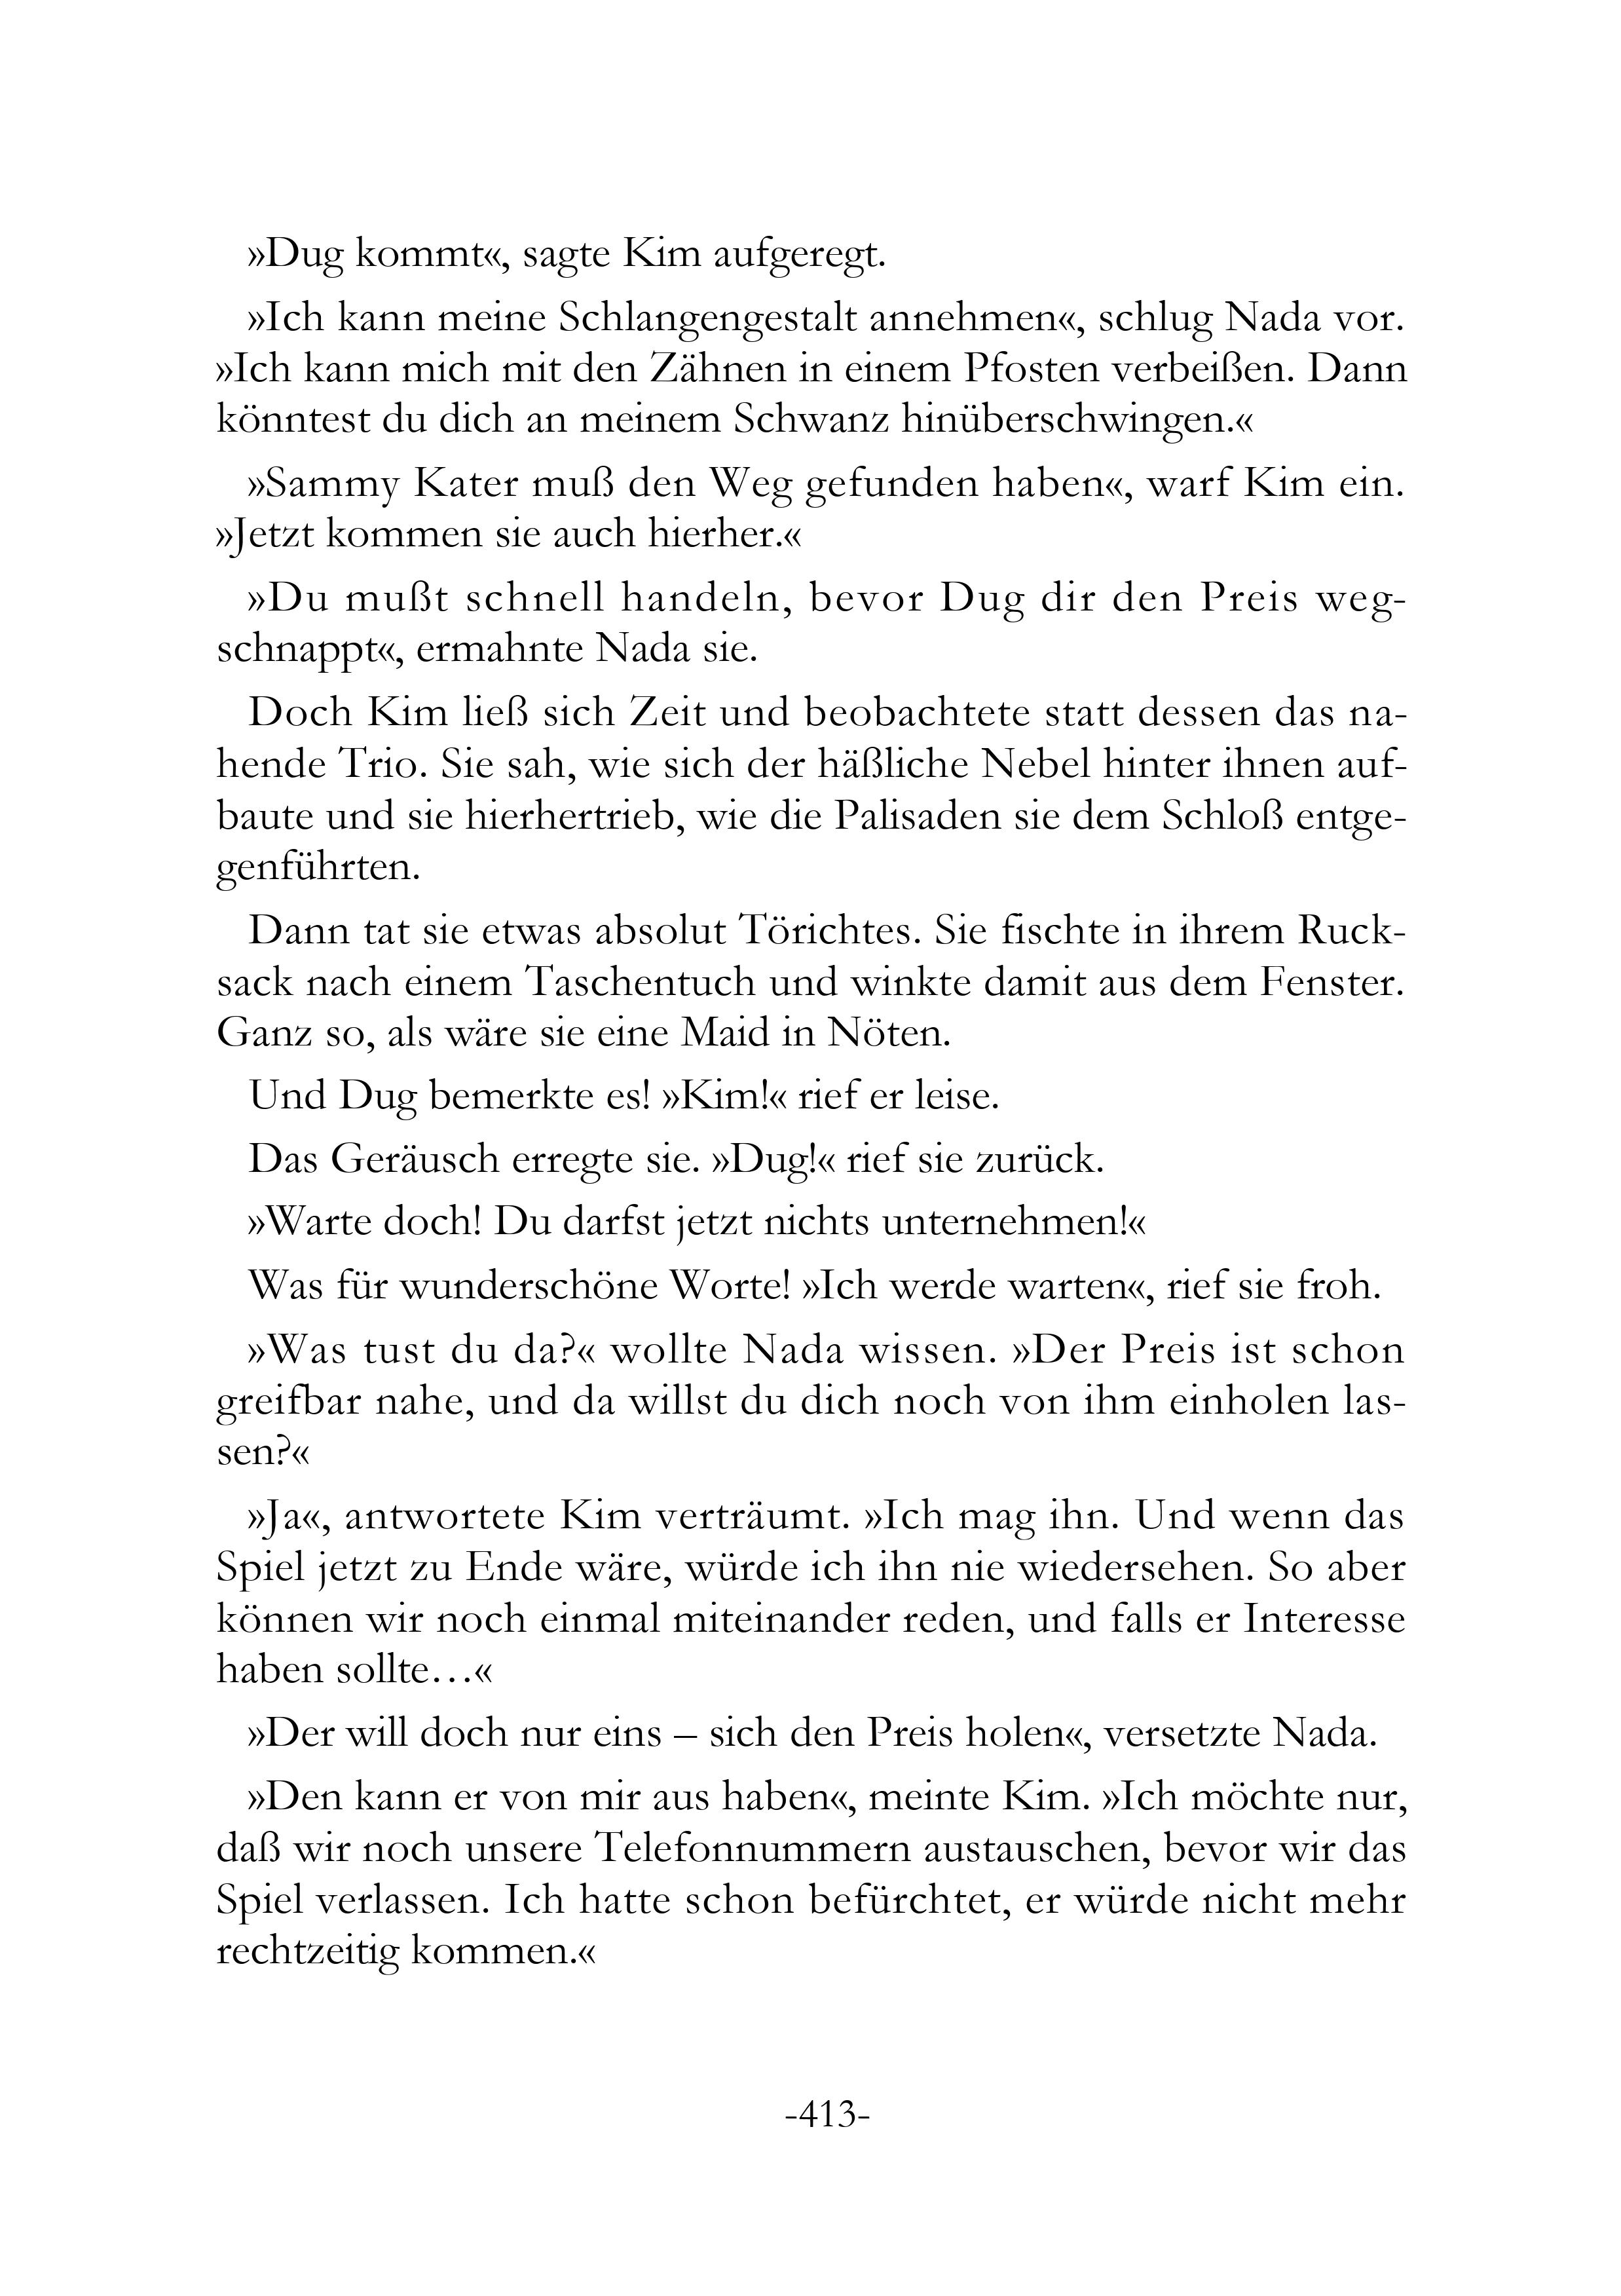 »Dug kommt«, sagte Kim aufgeregt.
»Ich kann meine Schlangengestalt annehmen«, schlug Nada vor.
»Ich kann mich mit den Zähnen in einem Pfosten verbeißen. Dann
könntest du dich an meinem Schwanz hinüberschwingen.«
»Sammy Kater muß den Weg gefunden haben«, warf Kim ein.
»Jetzt kommen sie auch hierher.«
»Du mußt schnell handeln, bevor Dug dir den Preis weg-
schnappt«, ermahnte Nada sie.
Doch Kim ließ sich Zeit und beobachtete statt dessen das na-
hende Trio. Sie sah, wie sich der häßliche Nebel hinter ihnen auf-
baute und sie hierhertrieb, wie die Palisaden sie dem Schloß entge-
genführten.
Dann tat sie etwas absolut Törichtes. Sie fischte in ihrem Ruck-
sack nach einem Taschentuch und winkte damit aus dem Fenster.
Ganz so, als wäre sie eine Maid in Nöten.
Und Dug bemerkte es! »Kim!« rief er leise.
Das Geräusch erregte sie. »Dug!« rief sie zurück.
»Warte doch! Du darfst jetzt nichts unternehmen!«
Was für wunderschöne Worte! »Ich werde warten«, rief sie froh.
»Was tust du da?« wollte Nada wissen. »Der Preis ist schon
greifbar nahe, und da willst du dich noch von ihm einholen las-
sen?«
»Ja«, antwortete Kim verträumt. »Ich mag ihn. Und wenn das
Spiel jetzt zu Ende wäre, würde ich ihn nie wiedersehen. So aber
können wir noch einmal miteinander reden, und falls er Interesse
haben sollte…«
»Der will doch nur eins – sich den Preis holen«, versetzte Nada.
»Den kann er von mir aus haben«, meinte Kim. »Ich möchte nur,
daß wir noch unsere Telefonnummern austauschen, bevor wir das
Spiel verlassen. Ich hatte schon befürchtet, er würde nicht mehr
rechtzeitig kommen.«
-413-